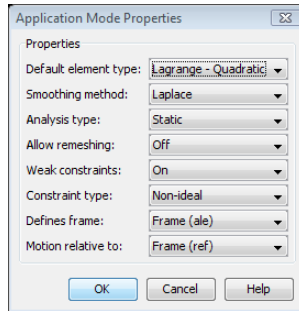 Application Mode Properties
Properties
Default element type: Lagrange - Quadratic
Smoothing method: Laplace
Analysis type: Static
Allow remeshing: Off
Weak constraints: On
Constraint type: Non-ideal
Defines frame: Frame (ale)
Motion relative to: Frame (ref)
OK Cancel Help